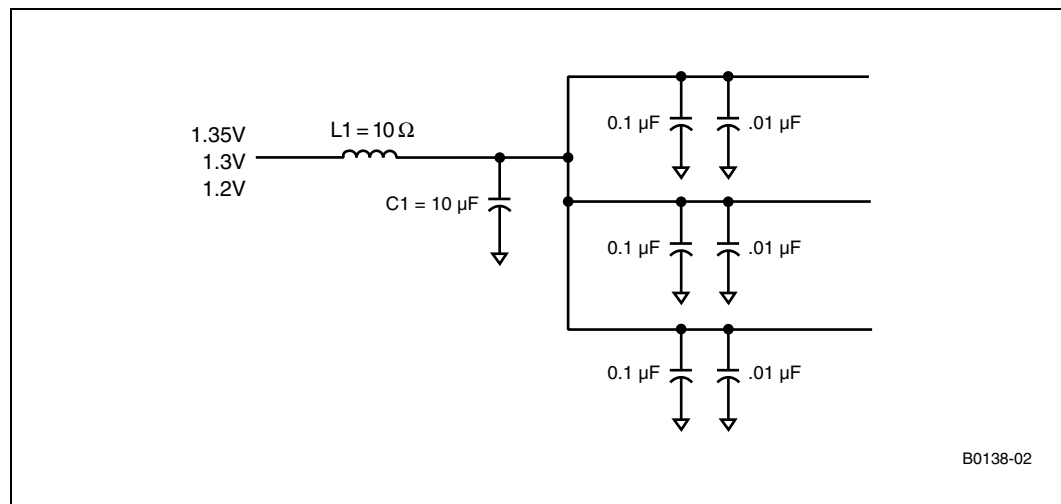 1.35V
1.3V
1.2V
L1 = 10 Ω
C1 = 10 µF
0.1 µF
.01 µF
0.1 µF
.01 µF
0.1 µF
.01 µF
B0138-02